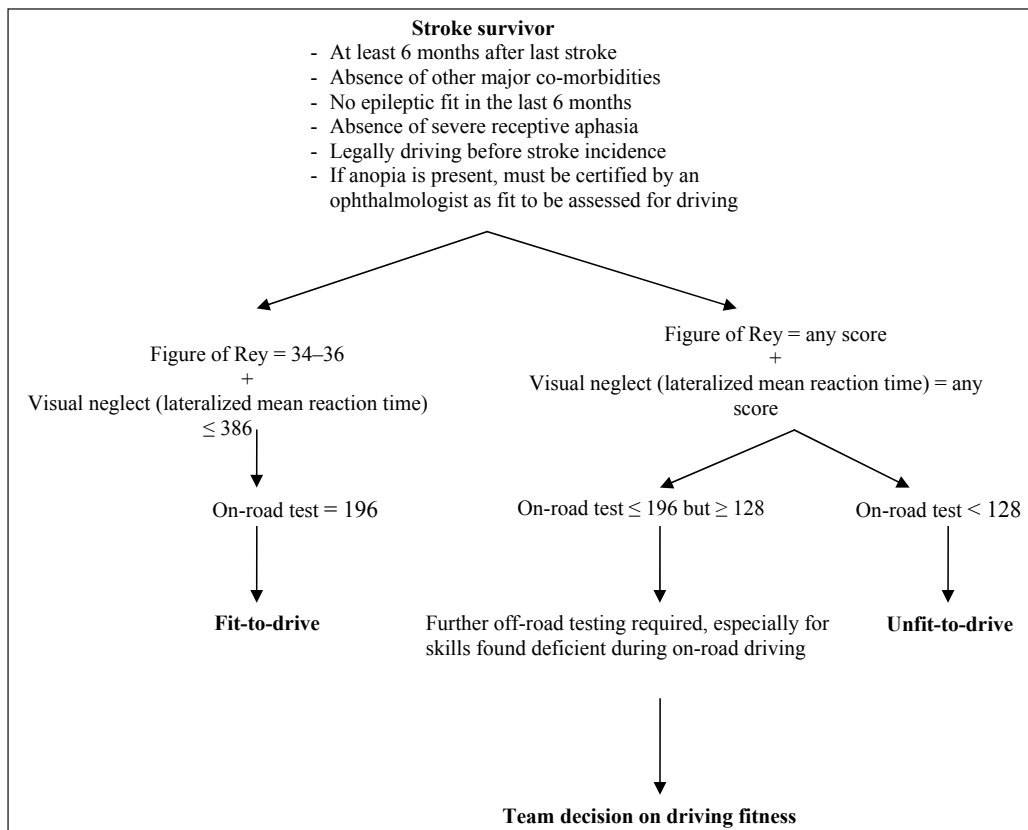 Stroke survivor
- At least 6 months after last stroke
- Absence of other major co-morbidities
- No epileptic fit in the last 6 months
- Absence of severe receptive aphasia
- Legally driving before stroke incidence
- If anopia is present, must be certified by an
ophthalmologist as fit to be assessed for driving
Figure of Rey = 34–36
+
Visual neglect (lateralized mean reaction time)
≤ 386
Figure of Rey = any score
+
Visual neglect (lateralized mean reaction time) = any
score
On-road test = 196
On-road test ≤ 196 but ≥ 128
On-road test < 128
Fit-to-drive
Further off-road testing required, especially for
skills found deficient during on-road driving
Unfit-to-drive
Team decision on driving fitness